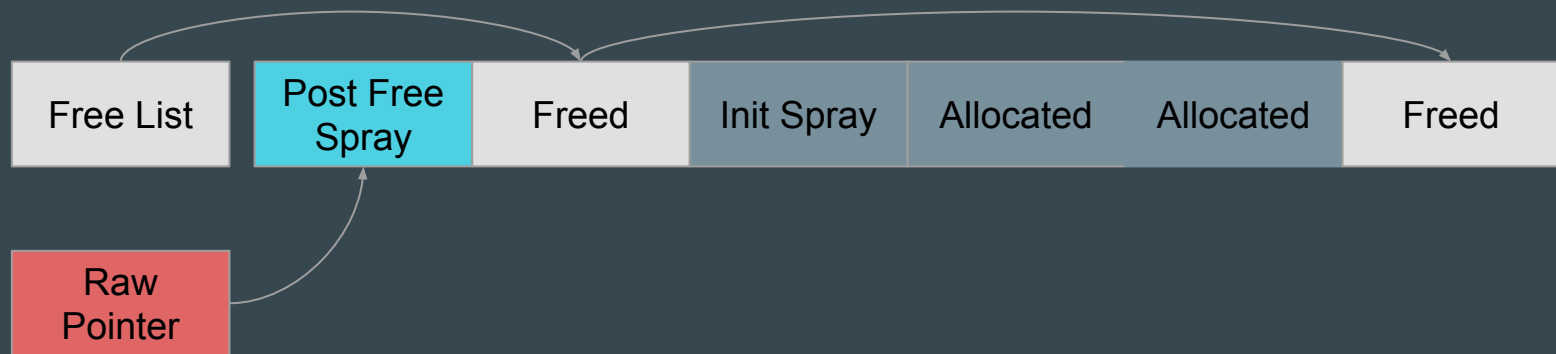 Free List
Post Free
Spray
Freed
Init Spray
Allocated
Allocated
Freed
Raw
Pointer